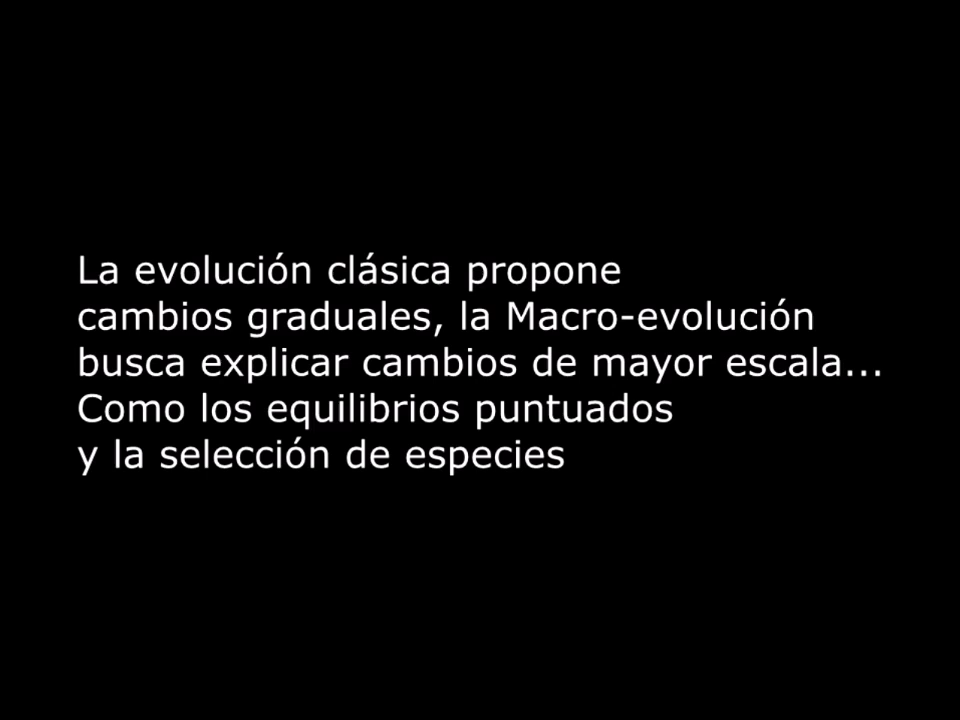 La evolución clásica propone
cambios graduales, la Macro-evolución
busca explicar cambios de mayor escala...
Como los equilibrios puntuados
y la selección de especies